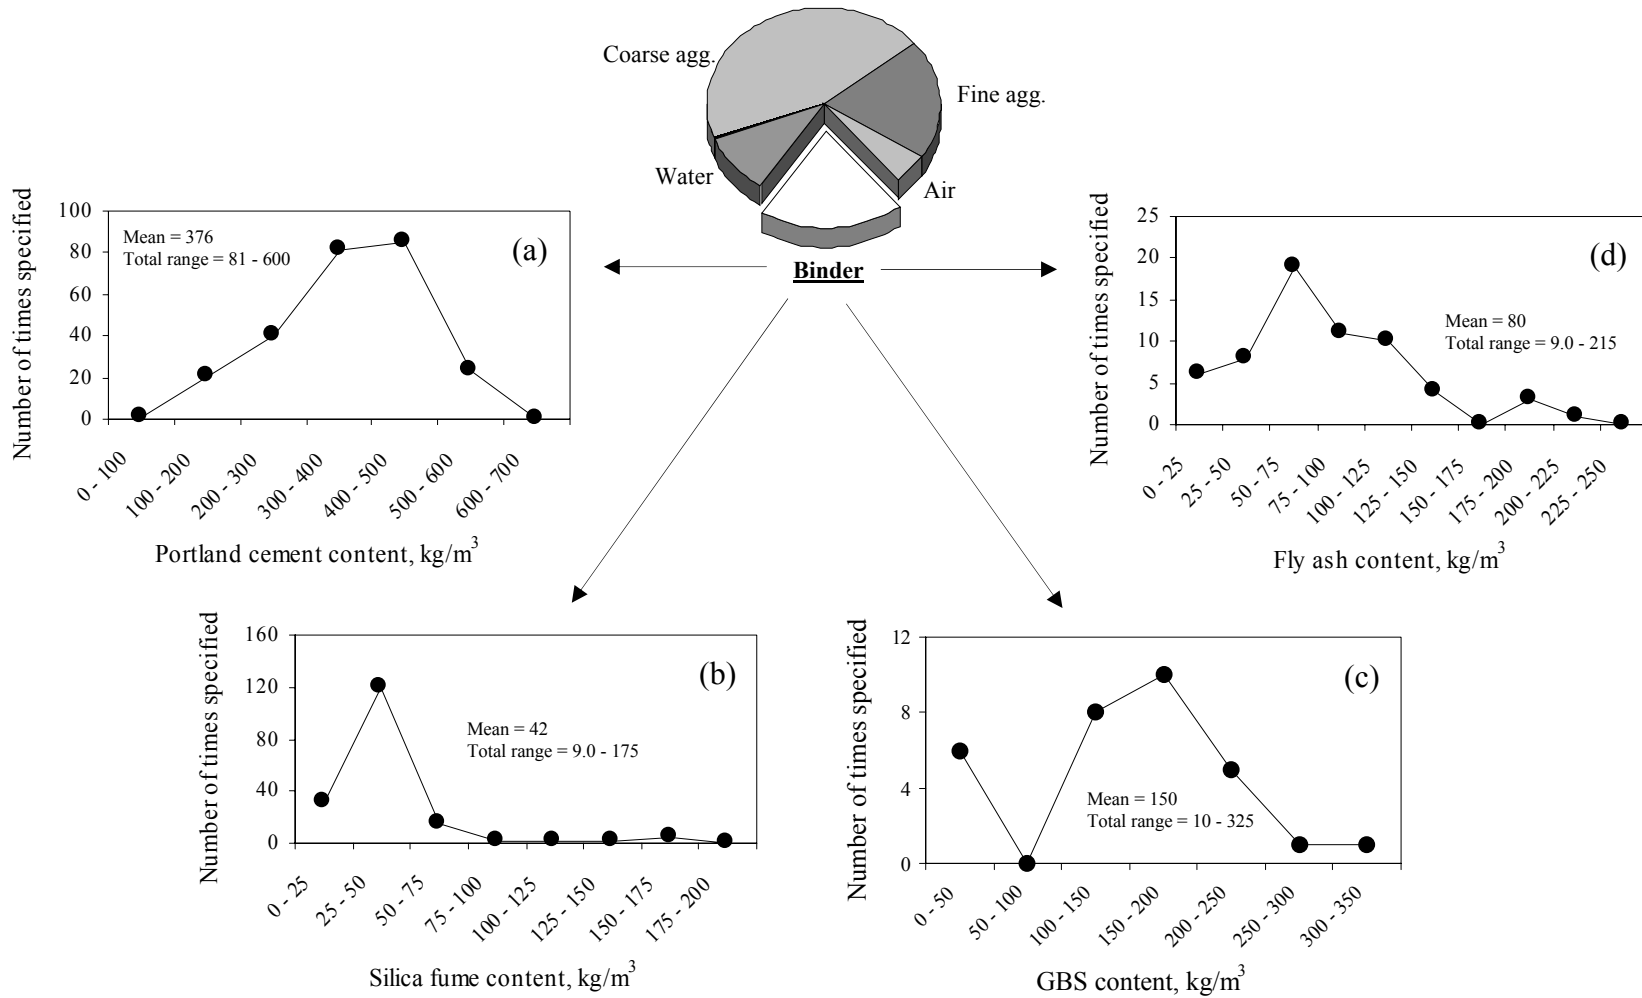 Coarse agg.
Fine agg.
Water
Air
Binder
Number of times specified
100
80
60
40
20
0
Mean = 376
Total range = 81 - 600
(a)
0 - 100
100 - 200
200 - 300
300 - 400
400 - 500
500 - 600
600 - 700
Portland cement content, kg/m³
Number of times specified
25
20
15
10
5
0
(d)
Mean = 80
Total range = 9.0 - 215
0 - 25
25 - 50
50 - 75
75 - 100
100 - 125
125 - 150
150 - 175
175 - 200
200 - 225
225 - 250
Fly ash content, kg/m³
Number of times specified
160
120
80
40
0
(b)
Mean = 42
Total range = 9.0 - 175
0 - 25
25 - 50
50 - 75
75 - 100
100 - 125
125 - 150
150 - 175
175 - 200
Silica fume content, kg/m³
Number of times specified
12
8
4
0
(c)
Mean = 150
Total range = 10 - 325
0 - 50
50 - 100
100 - 150
150 - 200
200 - 250
250 - 300
300 - 350
GBS content, kg/m³